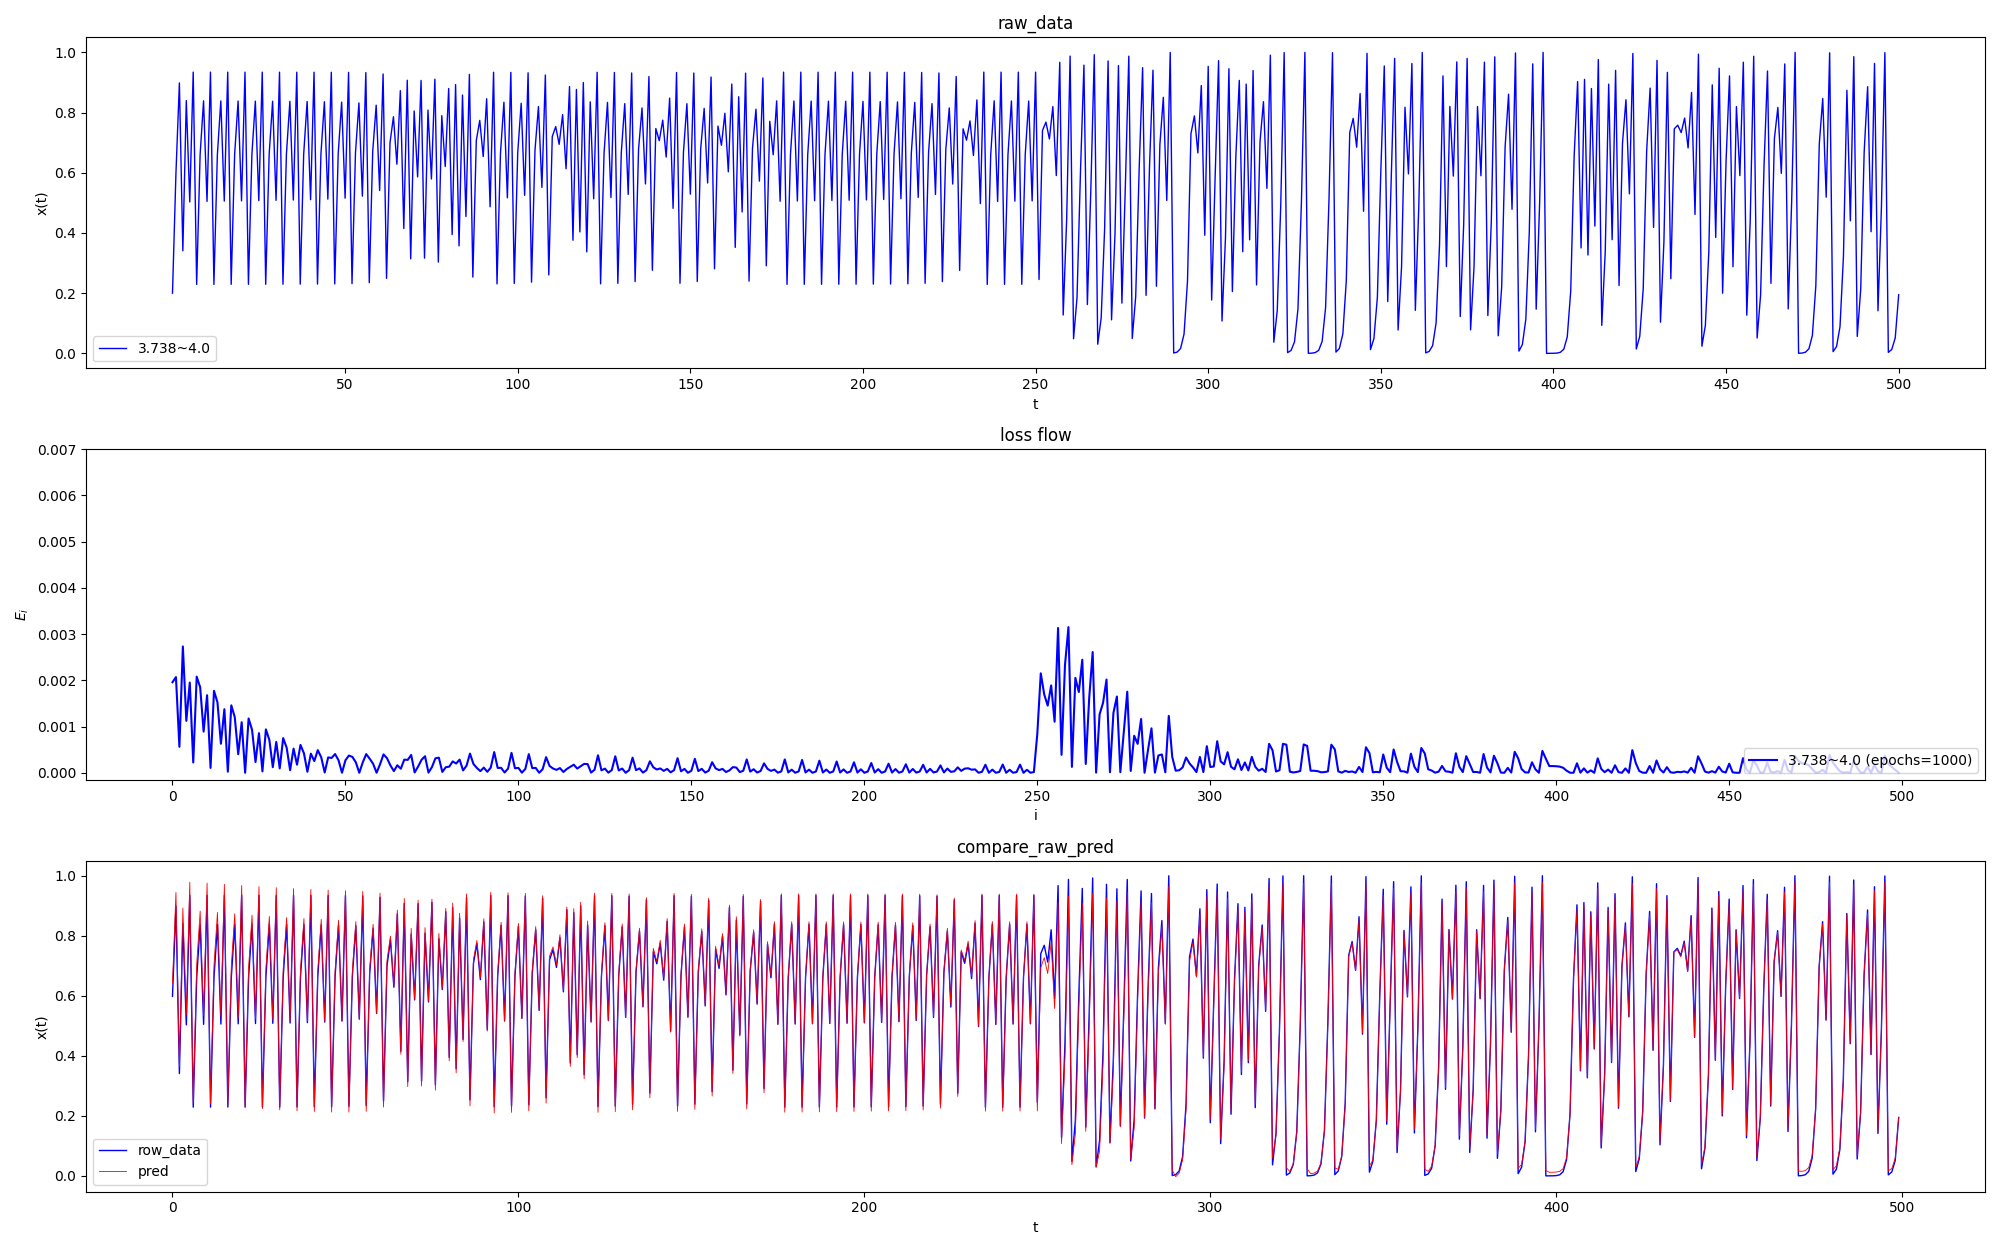 raw_data
1.0
0.8
0.6
0.4
0.2
0.0
x(t)
3.738~4.0
50 100 150 200 250 300 350 400 450 500
t
loss flow
0.007
0.006
0.005
0.004
0.003
0.002
0.001
0.000
E_i
3.738~4.0 (epochs=1000)
0 50 100 150 200 250 300 350 400 450 500
i
compare_raw_pred
1.0
0.8
0.6
0.4
0.2
0.0
x(t)
row_data
pred
0 100 200 300 400 500
t